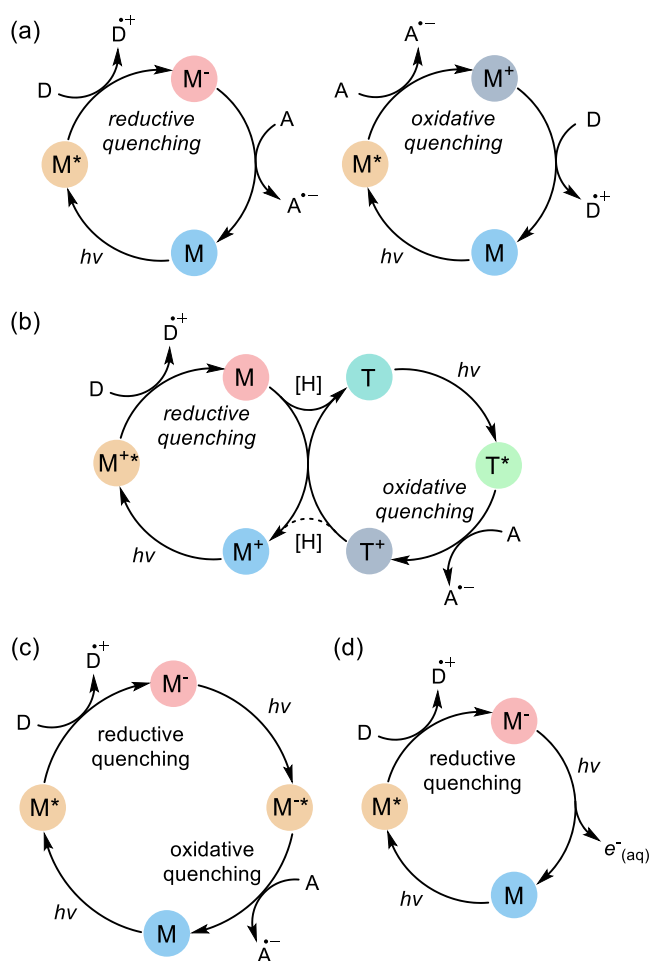 (a)
D•+
A•−
M-
M+
D
A
reductive
quenching
A
oxidative
quenching
D
M*
M*
A•−
D•+
hv
M
hv
M
(b)
D•+
D
M
[H]
T
hv
reductive
quenching
M+*
T*
oxidative
quenching
hv
M+
[H]
T+
A
A•−
(c)
D•+
M-
D
hv
reductive
quenching
M*
M-*
oxidative
quenching
A
hv
M
A•−
(d)
D•+
M-
D
reductive
quenching
hv
M*
e-(aq)
hv
M